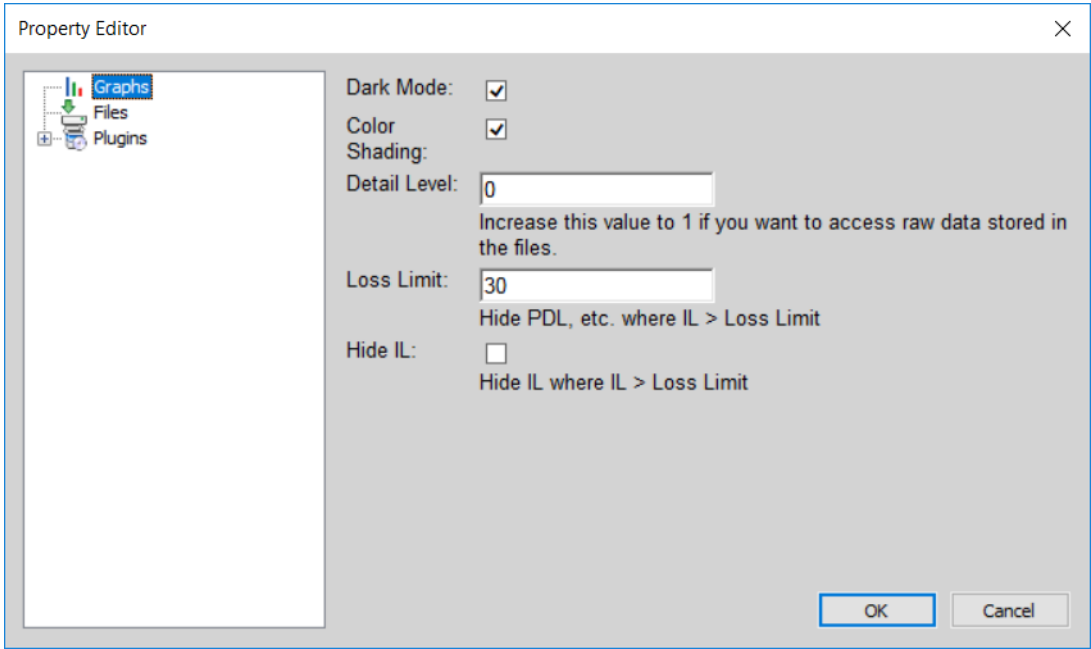 Property Editor
Graphs
Files
Plugins
Dark Mode:
Color
Shading:
Detail Level:
0
Increase this value to 1 if you want to access raw data stored in
the files.
Loss Limit:
30
Hide PDL, etc. where IL > Loss Limit
Hide IL:
Hide IL where IL > Loss Limit
OK
Cancel